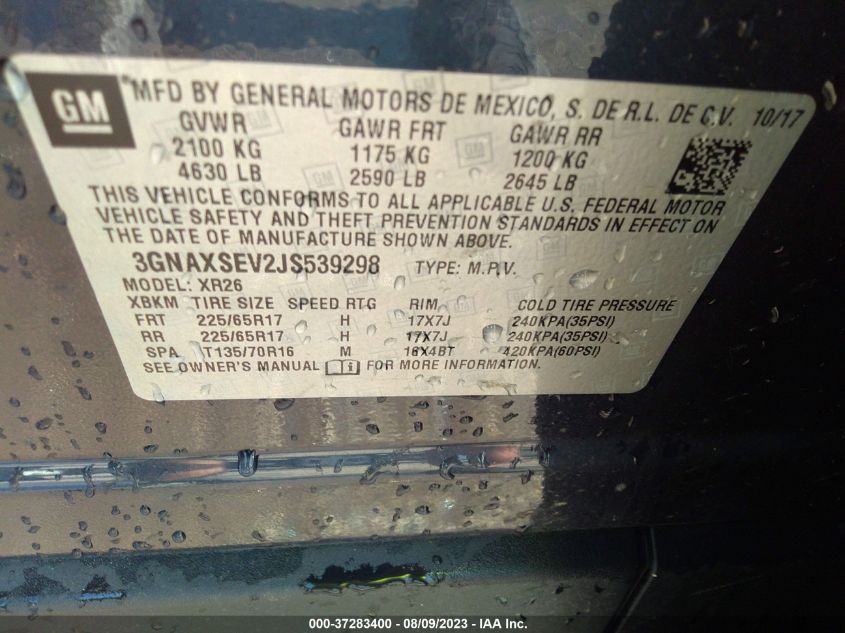 GM
*MFD BY GENERAL MOTORS DE MEXICO, S. DE R.L. DE C.V. 10/17
GVWR GAWR FRT GAWR RR
2100 KG 1175 KG 1200 KG
4630 LB 2590 LB 2645 LB
THIS VEHICLE CONFORMS TO ALL APPLICABLE U.S. FEDERAL MOTOR
VEHICLE SAFETY AND THEFT PREVENTION STANDARDS IN EFFECT ON
THE DATE OF MANUFACTURE SHOWN ABOVE.
3GNAXSEV2JS539298 TYPE: M.P.V.
MODEL: XR26
XBKM TIRE SIZE SPEED RTG RIM COLD TIRE PRESSURE
FRT 225/65R17 H 17X7J 240KPA(35PSI)
RR 225/65R17 H 17X7J 240KPA(35PSI)
SPA T135/70R16 M 16X4BT 420KPA(60PSI)
SEE OWNER'S MANUAL FOR MORE INFORMATION.
000-37283400 - 08/09/2023 - IAA Inc.